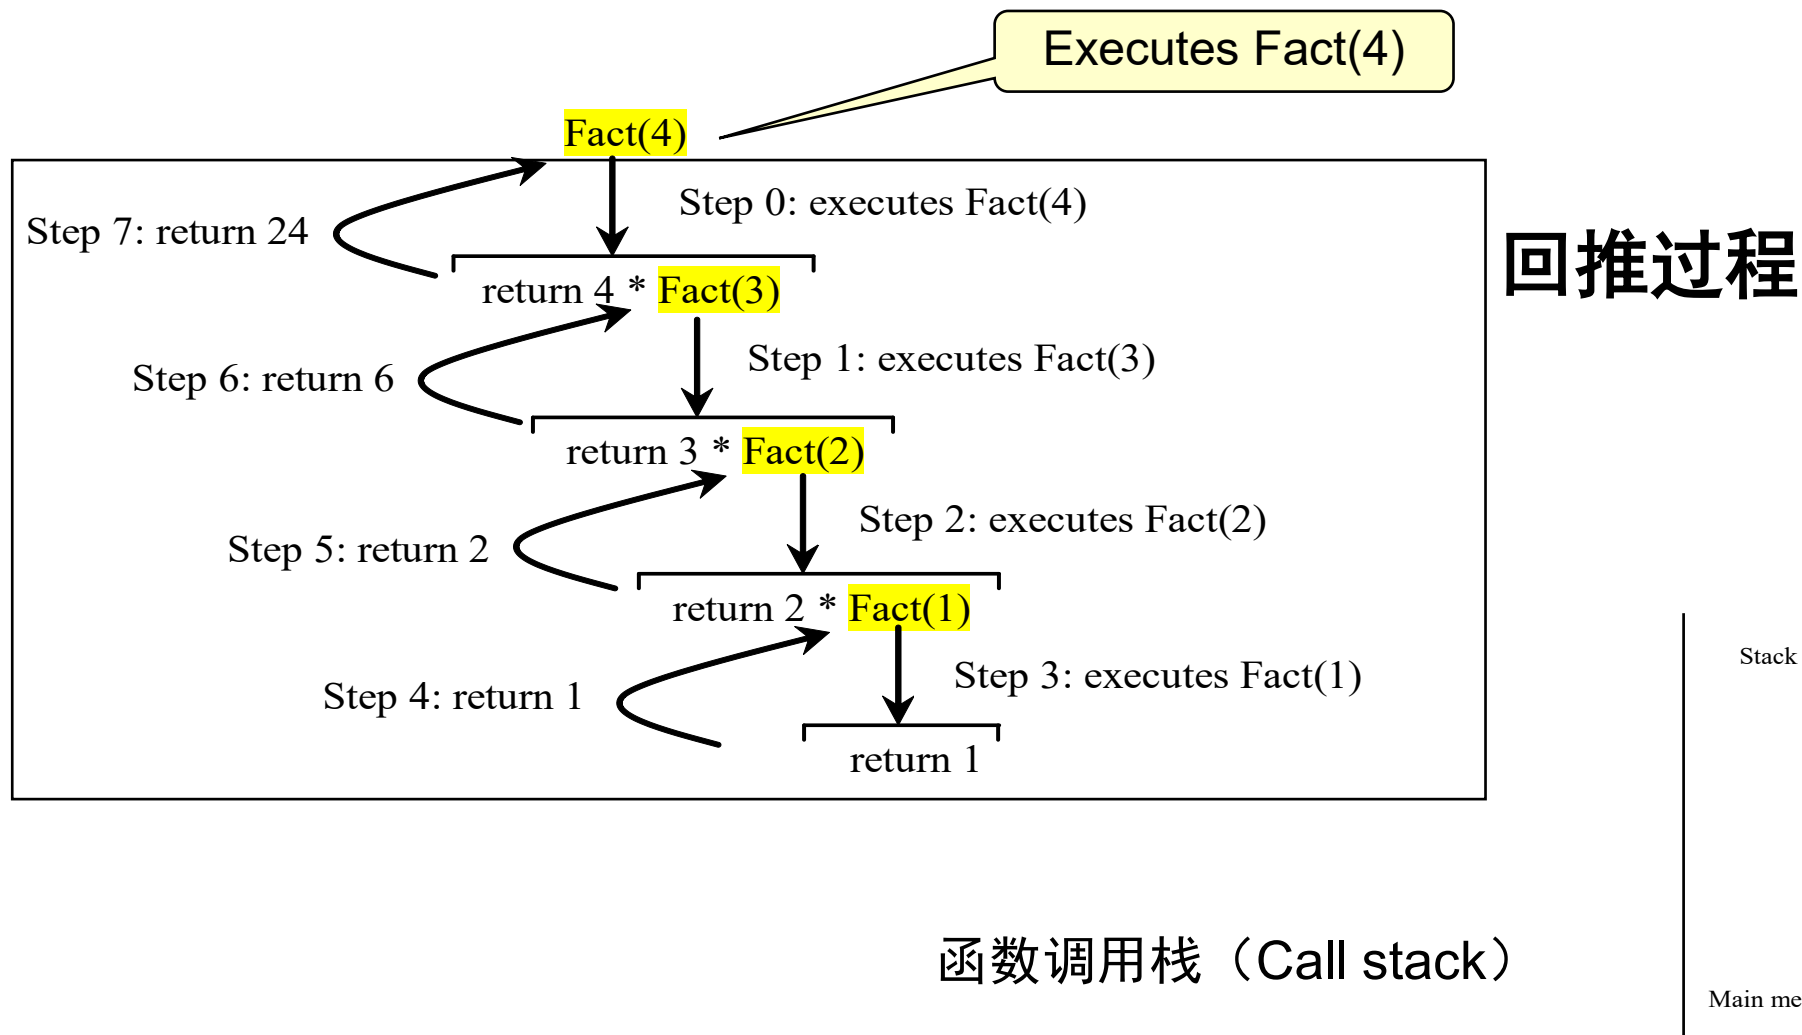 Executes Fact(4)
Fact(4)
Step 0: executes Fact(4)
Step 7: return 24
回推过程
return 4 * Fact(3)
Step 1: executes Fact(3)
Step 6: return 6
return 3 * Fact(2)
Step 2: executes Fact(2)
Step 5: return 2
return 2 * Fact(1)
Stack
Step 3: executes Fact(1)
Step 4: return 1
return 1
函数调用栈（Call stack）
Main me